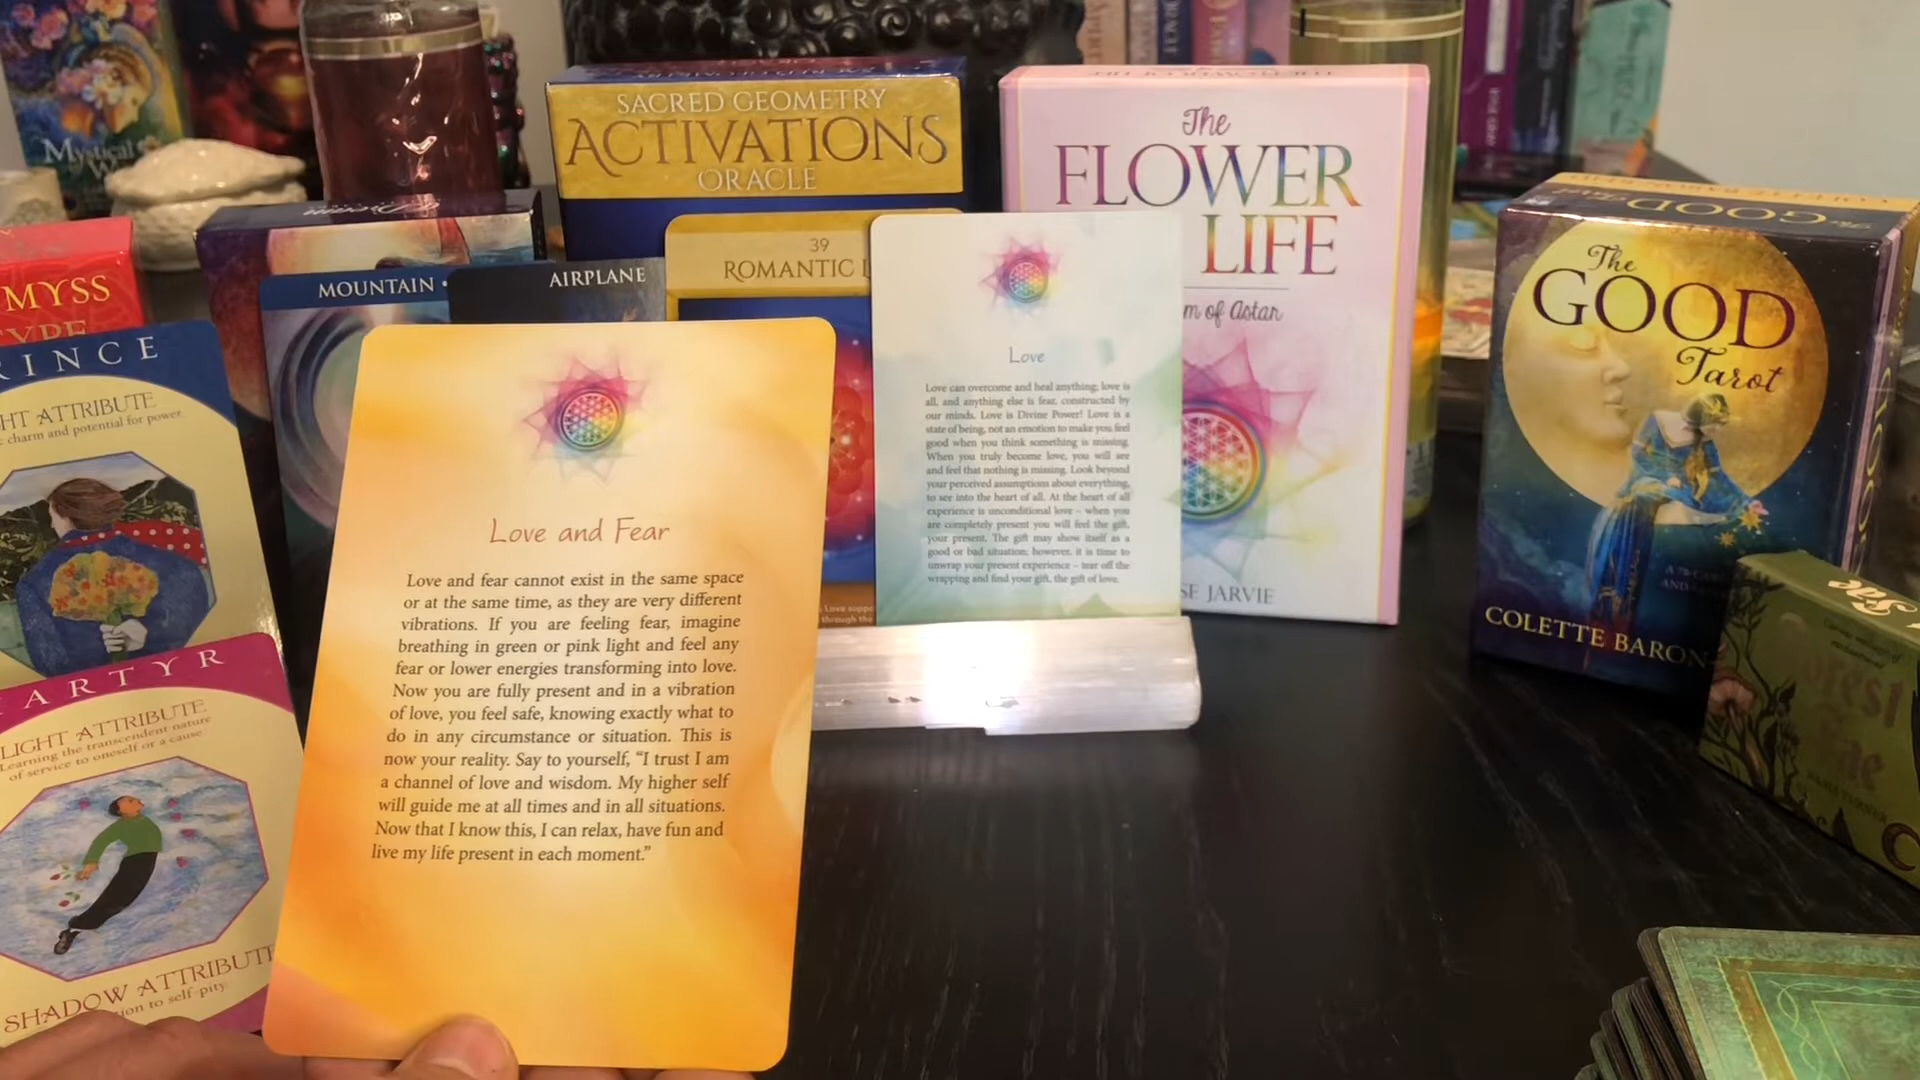 Mystical
SACRED GEOMETRY
ACTIVATIONS
ORACLE
The
FLOWER
LIFE
m of Astar
SE JARVIE
The
GOOD
Tarot
COLETTE BARON
MYSS
MOUNTAIN
AIRPLANE
39
ROMANTIC L
RINCE
HT ATTRIBUTE
charm and potential for power.
ARTYR
LIGHT ATTRIBUTE
Learning the transcendent nature
of service to oneself or a cause.
SHADOW ATTRIBUTE
to self-pity.
Love and Fear
Love and fear cannot exist in the same space
or at the same time, as they are very different
vibrations. If you are feeling fear, imagine
breathing in green or pink light and feel any
fear or lower energies transforming into love.
Now you are fully present and in a vibration
of love, you feel safe, knowing exactly what to
do in any circumstance or situation. This is
now your reality. Say to yourself, “I trust I am
a channel of love and wisdom. My higher self
will guide me at all times and in all situations.
Now that I know this, I can relax, have fun and
live my life present in each moment.”
Love
Love can overcome and heal anything; love is
all, and anything else is fear, constructed by
our minds. Love is Divine Power! Love is a
state of being, not an emotion to make you feel
good when you think something is missing.
When you truly become love, you will see
and feel that nothing is missing. Look beyond
your perceived assumptions about everything,
to see into the heart of all. At the heart of all
experience is unconditional love – when you
are completely present you will feel the gift,
your present. The gift may show itself as a
good or bad situation; however, it is time to
unwrap your present experience – tear off the
wrapping and find your gift, the gift of love.
Love suppo
through tha
orest
ae